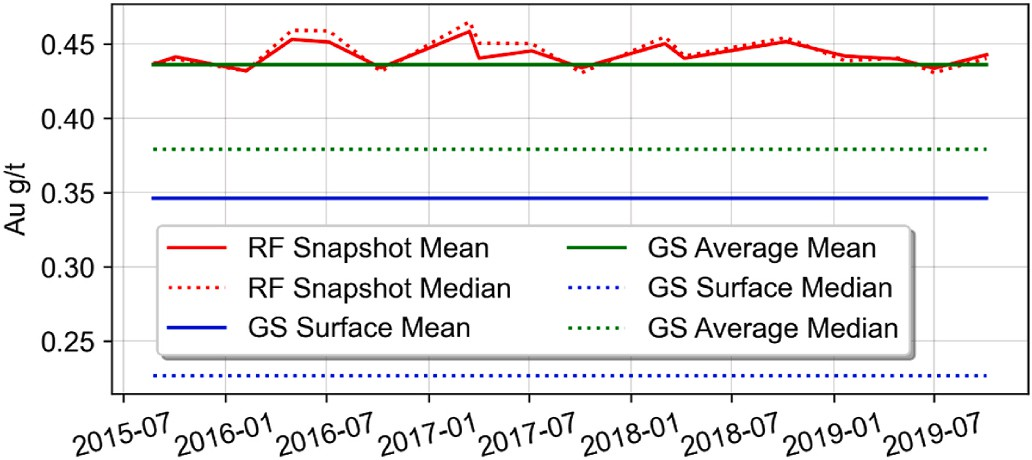 Au g/t
0.45
0.40
0.35
0.30
0.25
RF Snapshot Mean
RF Snapshot Median
GS Surface Mean
GS Average Mean
GS Surface Median
GS Average Median
2015-07 2016-01 2016-07 2017-01 2017-07 2018-01 2018-07 2019-01 2019-07